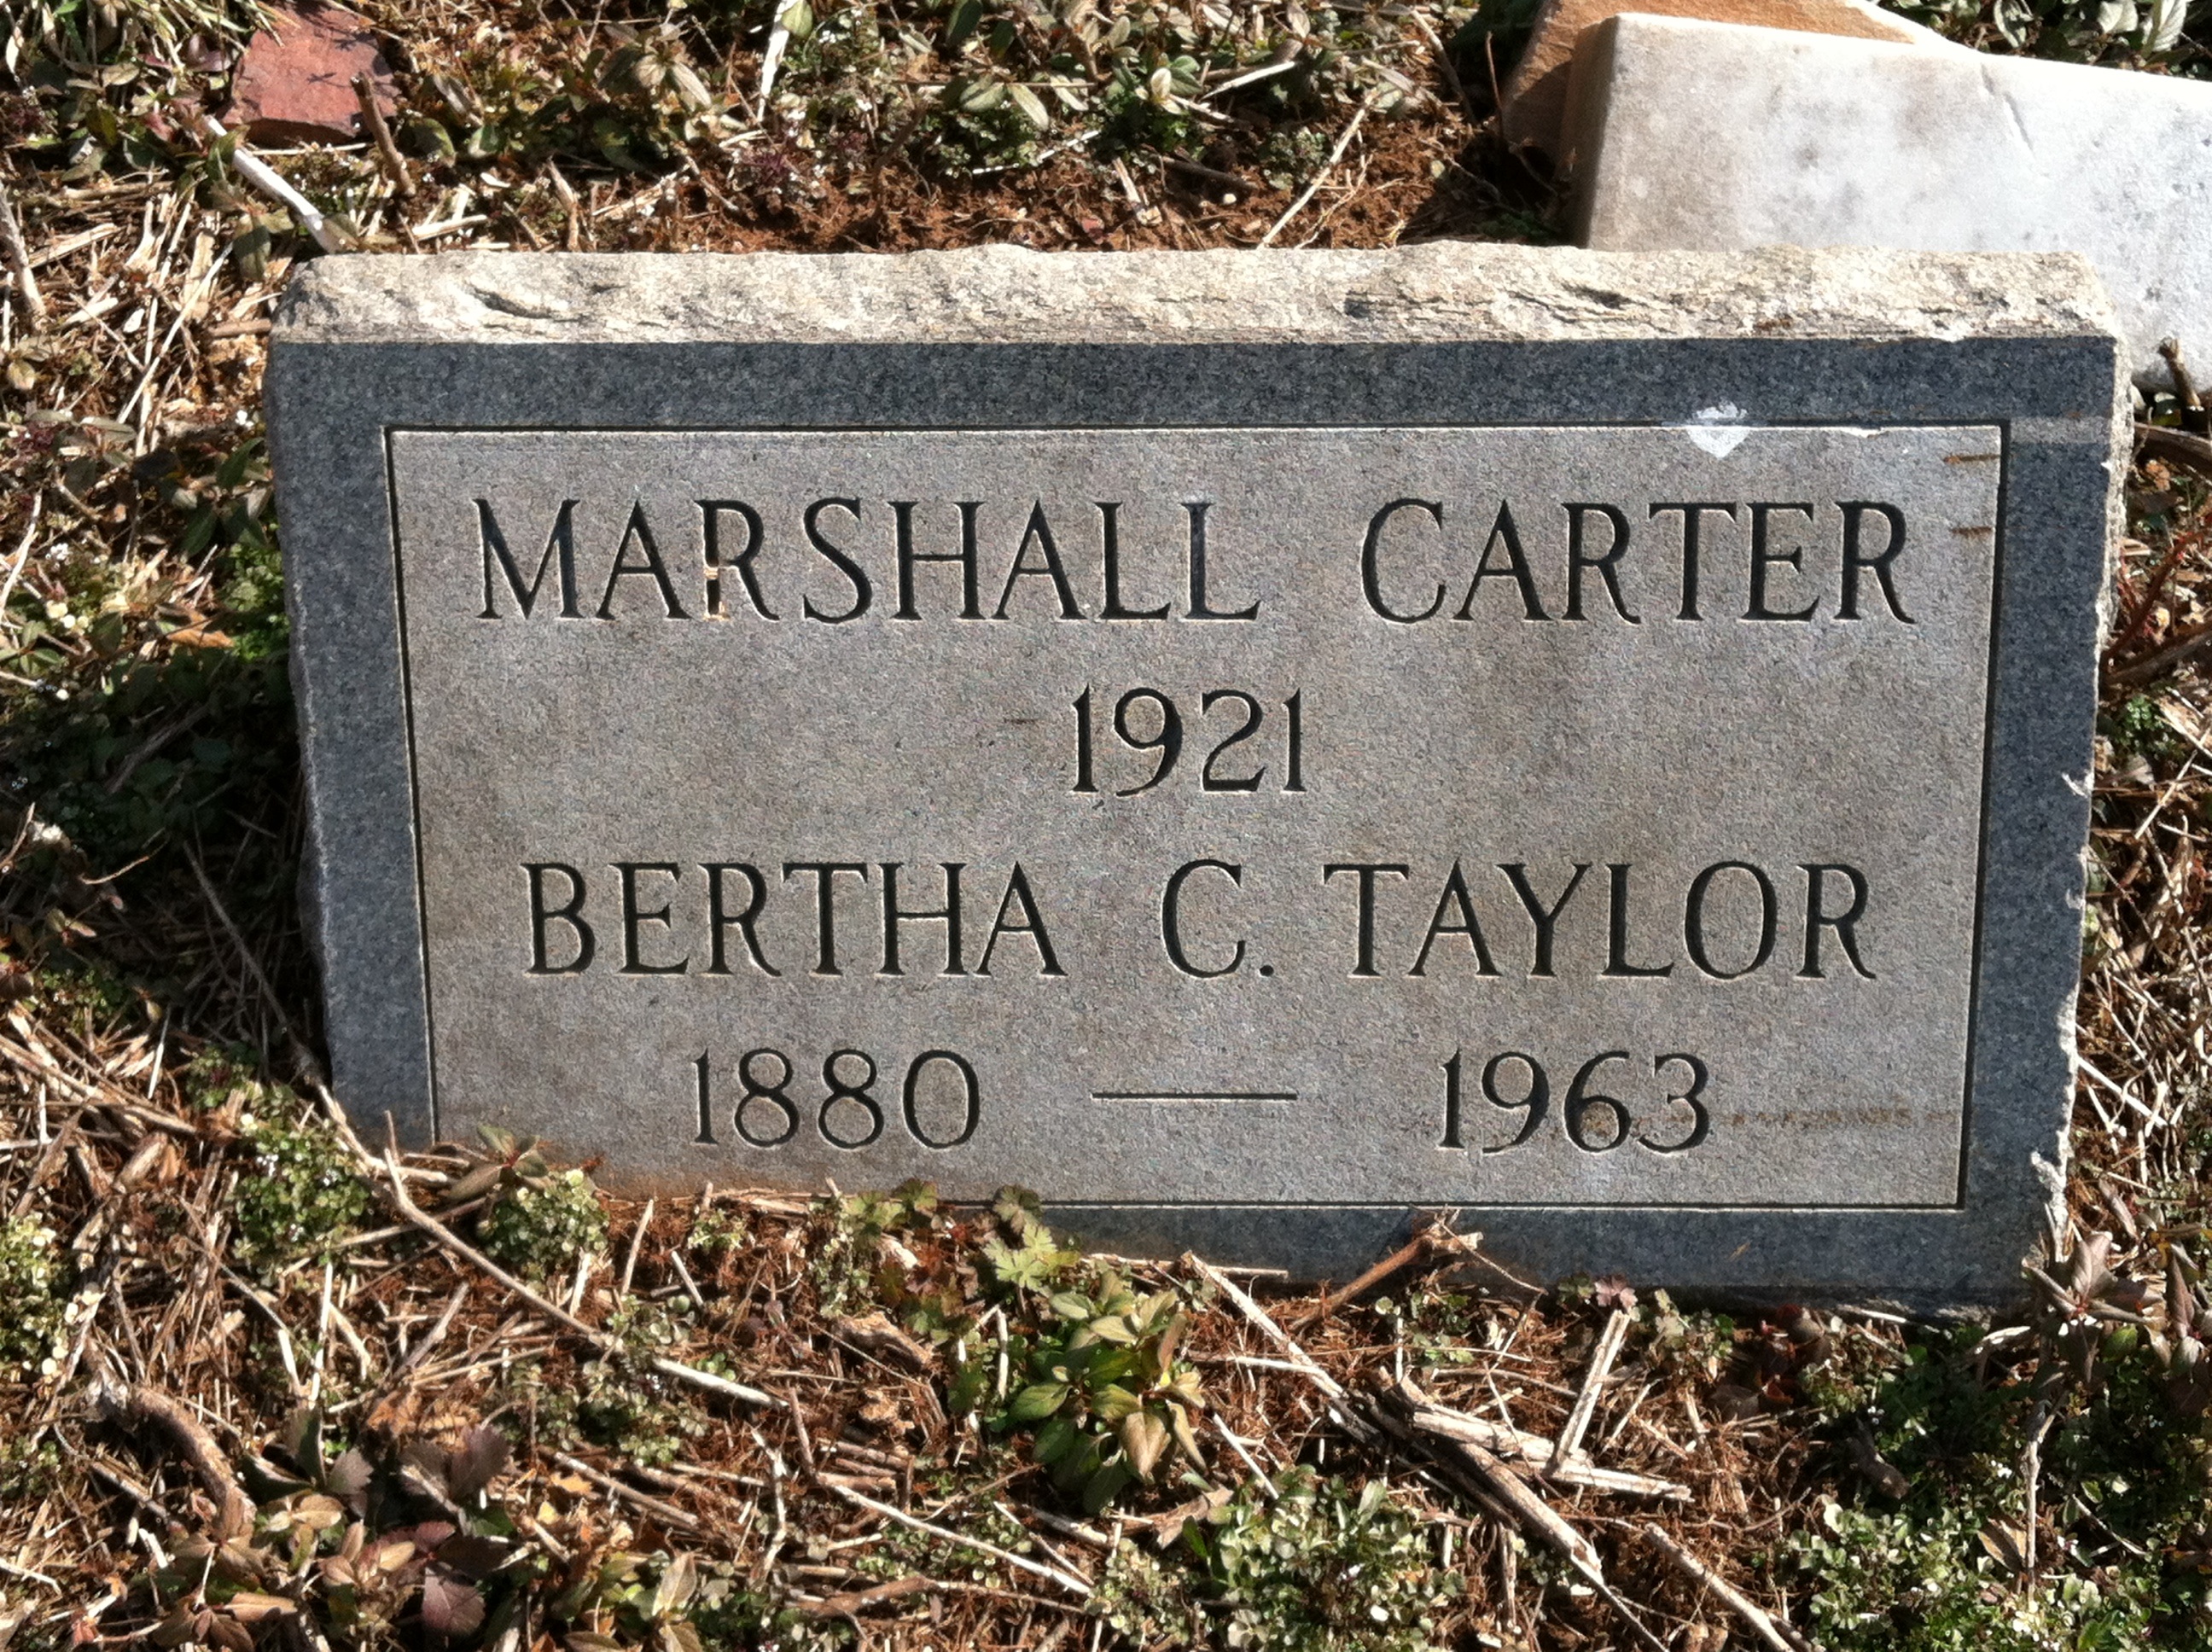 MARSHALL CARTER
1921
BERTHA C. TAYLOR
1880 — 1963